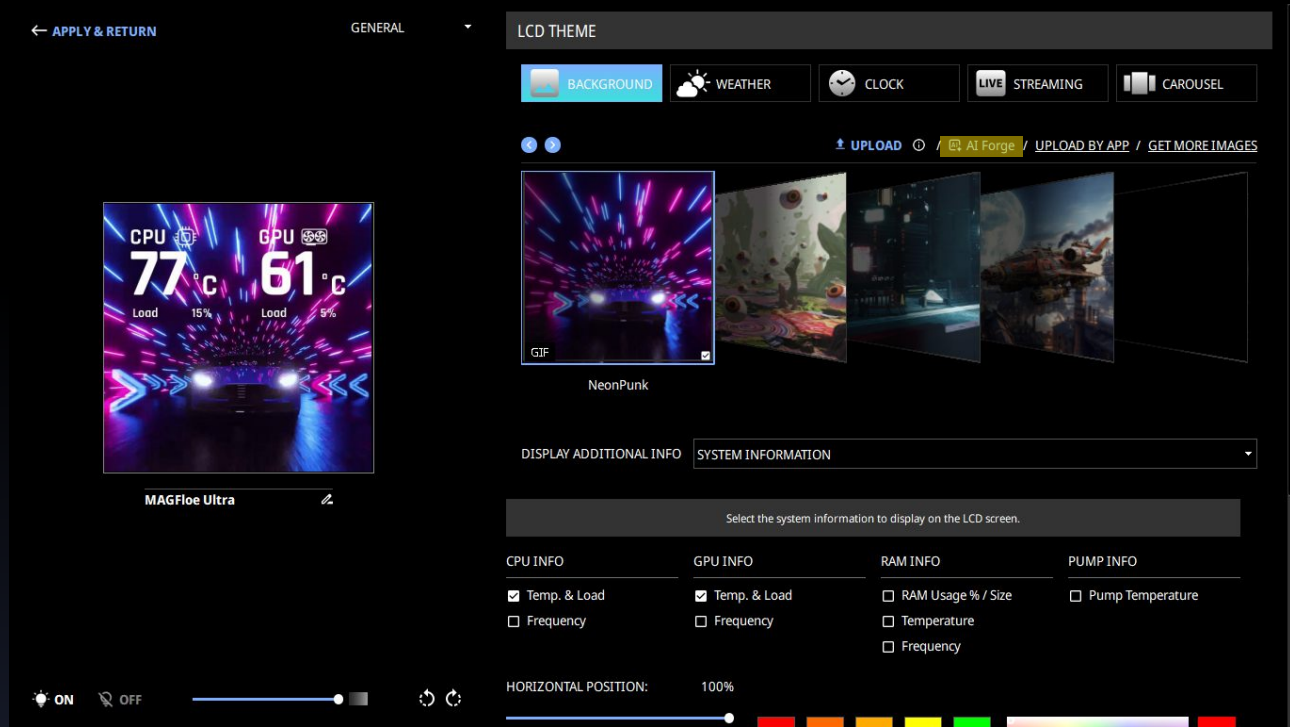 APPLY & RETURN
GENERAL
LCD THEME
BACKGROUND
WEATHER
CLOCK
LIVE STREAMING
CAROUSEL
UPLOAD / AI Forge / UPLOAD BY APP / GET MORE IMAGES
CPU GPU
77°C 61°C
Load 15% Load 5%
GIF
NeonPunk
DISPLAY ADDITIONAL INFO SYSTEM INFORMATION
MAGFloe Ultra
Select the system information to display on the LCD screen.
CPU INFO
Temp. & Load
Frequency
GPU INFO
Temp. & Load
Frequency
RAM INFO
RAM Usage % / Size
Temperature
Frequency
PUMP INFO
Pump Temperature
HORIZONTAL POSITION: 100%
ON OFF